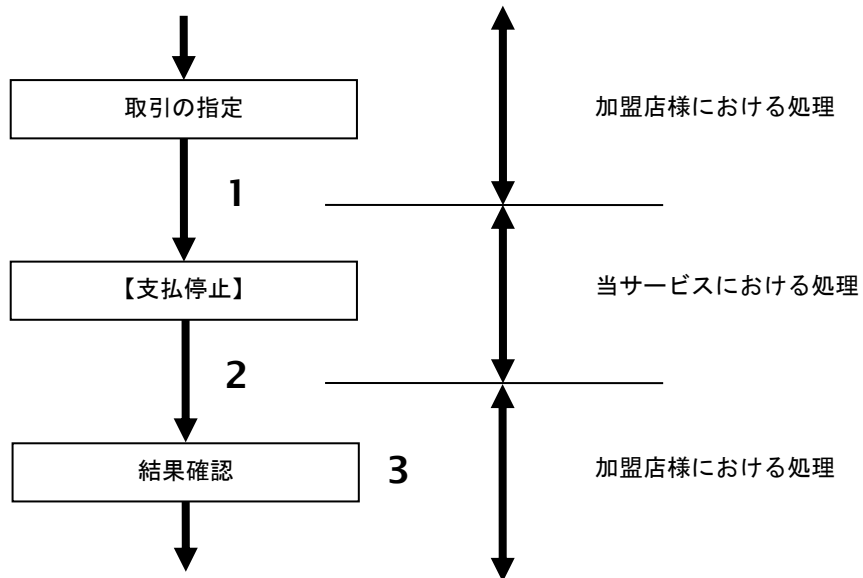 取引の指定
加盟店様における処理
1
【支払停止】
当サービスにおける処理
2
結果確認
3
加盟店様における処理